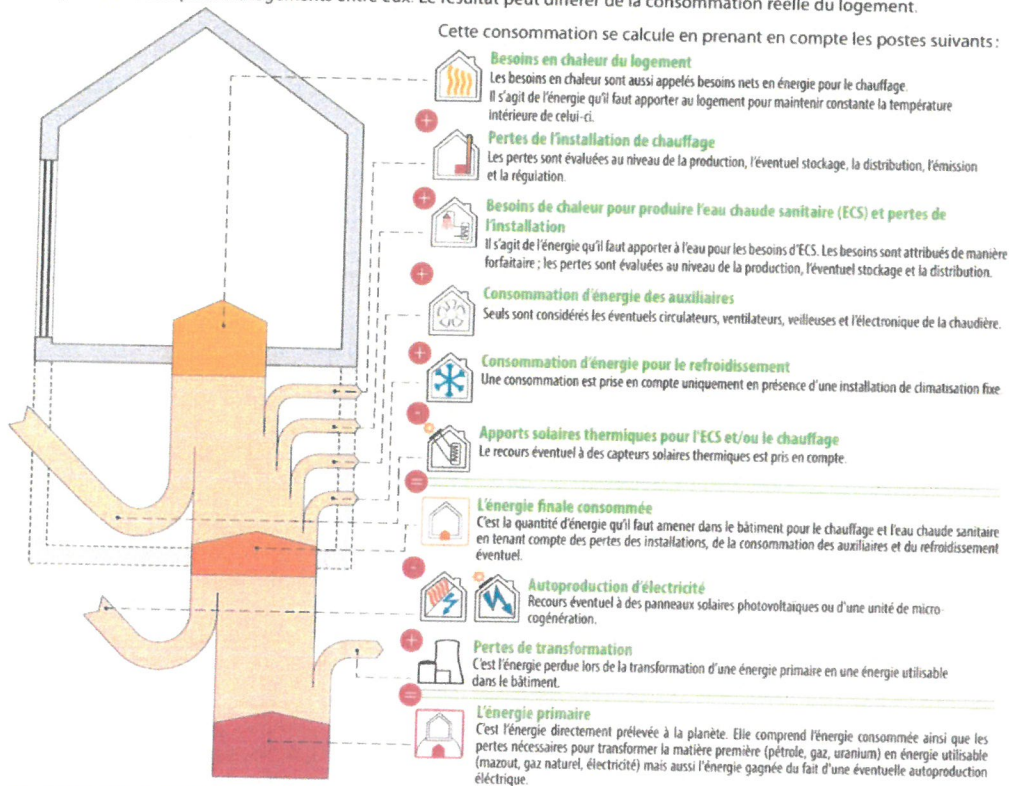 logements entre eux. Le résultat peut différer de la consommation réelle du logement.
Cette consommation se calcule en prenant en compte les postes suivants :
Besoins en chaleur du logement
Les besoins en chaleur sont aussi appelés besoins nets en énergie pour le chauffage.
Il s'agit de l'énergie qu'il faut apporter au logement pour maintenir constante la température
intérieure de celui-ci.
+
Pertes de l'installation de chauffage
Les pertes sont évaluées au niveau de la production, l'éventuel stockage, la distribution, l'émission
et la régulation.
+
Besoins de chaleur pour produire l'eau chaude sanitaire (ECS) et pertes de
l'installation
Il s'agit de l'énergie qu'il faut apporter à l'eau pour les besoins d'ECS. Les besoins sont attribués de manière
forfaitaire ; les pertes sont évaluées au niveau de la production, l'éventuel stockage et la distribution.
+
Consommation d'énergie des auxiliaires
Seuls sont considérés les éventuels circulateurs, ventilateurs, veilleuses et l'électronique de la chaudière.
+
Consommation d'énergie pour le refroidissement
Une consommation est prise en compte uniquement en présence d'une installation de climatisation fixe
-
Apports solaires thermiques pour l'ECS et/ou le chauffage
Le recours éventuel à des capteurs solaires thermiques est pris en compte.
=
L'énergie finale consommée
C'est la quantité d'énergie qu'il faut amener dans le bâtiment pour le chauffage et l'eau chaude sanitaire
en tenant compte des pertes des installations, de la consommation des auxiliaires et du refroidissement
éventuel.
-
Autoproduction d'électricité
Recours éventuel à des panneaux solaires photovoltaïques ou d'une unité de micro-
cogénération.
+
Pertes de transformation
C'est l'énergie perdue lors de la transformation d'une énergie primaire en une énergie utilisable
dans le bâtiment.
=
L'énergie primaire
C'est l'énergie directement prélevée à la planète. Elle comprend l'énergie consommée ainsi que les
pertes nécessaires pour transformer la matière première (pétrole, gaz, uranium) en énergie utilisable
(mazout, gaz naturel, électricité) mais aussi l'énergie gagnée du fait d'une éventuelle autoproduction
éléctrique.